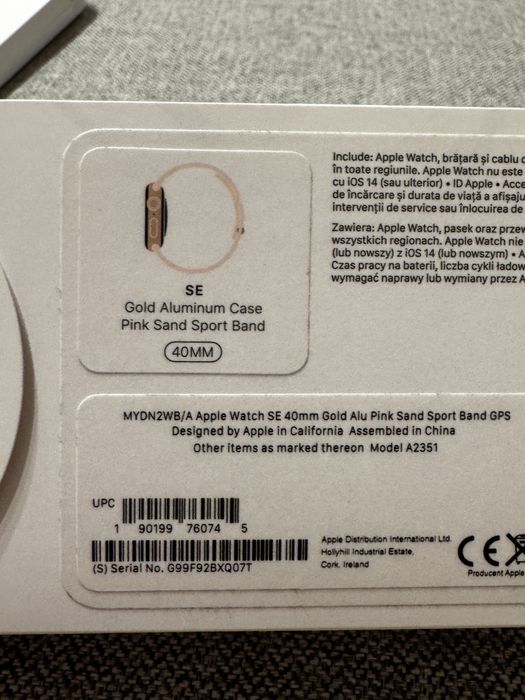 SE
Gold Aluminum Case
Pink Sand Sport Band
40MM
Include: Apple Watch, brățară și cablu
în toate regiunile. Apple Watch nu este
cu iOS 14 (sau ulterior) • ID Apple •
de încărcare și durata de viață a
intervenții de service sau înlocuirea de
Zawiera: Apple Watch, pasek oraz
wszystkich regionach. Apple Watch nie
(lub nowszy) z iOS 14 (lub nowszym) •
Czas pracy na baterii, liczba cykli
wymagać naprawy lub wymiany przez
MYDN2WB/A Apple Watch SE 40mm Gold Alu Pink Sand Sport Band GPS
Designed by Apple in California Assembled in China
Other items as marked thereon Model A2351
UPC
1 90199 76074 5
(S) Serial No. G99F92BXQ07T
Apple Distribution International Ltd.
Hollyhill Industrial Estate,
Cork, Ireland
CE
Producent Apple